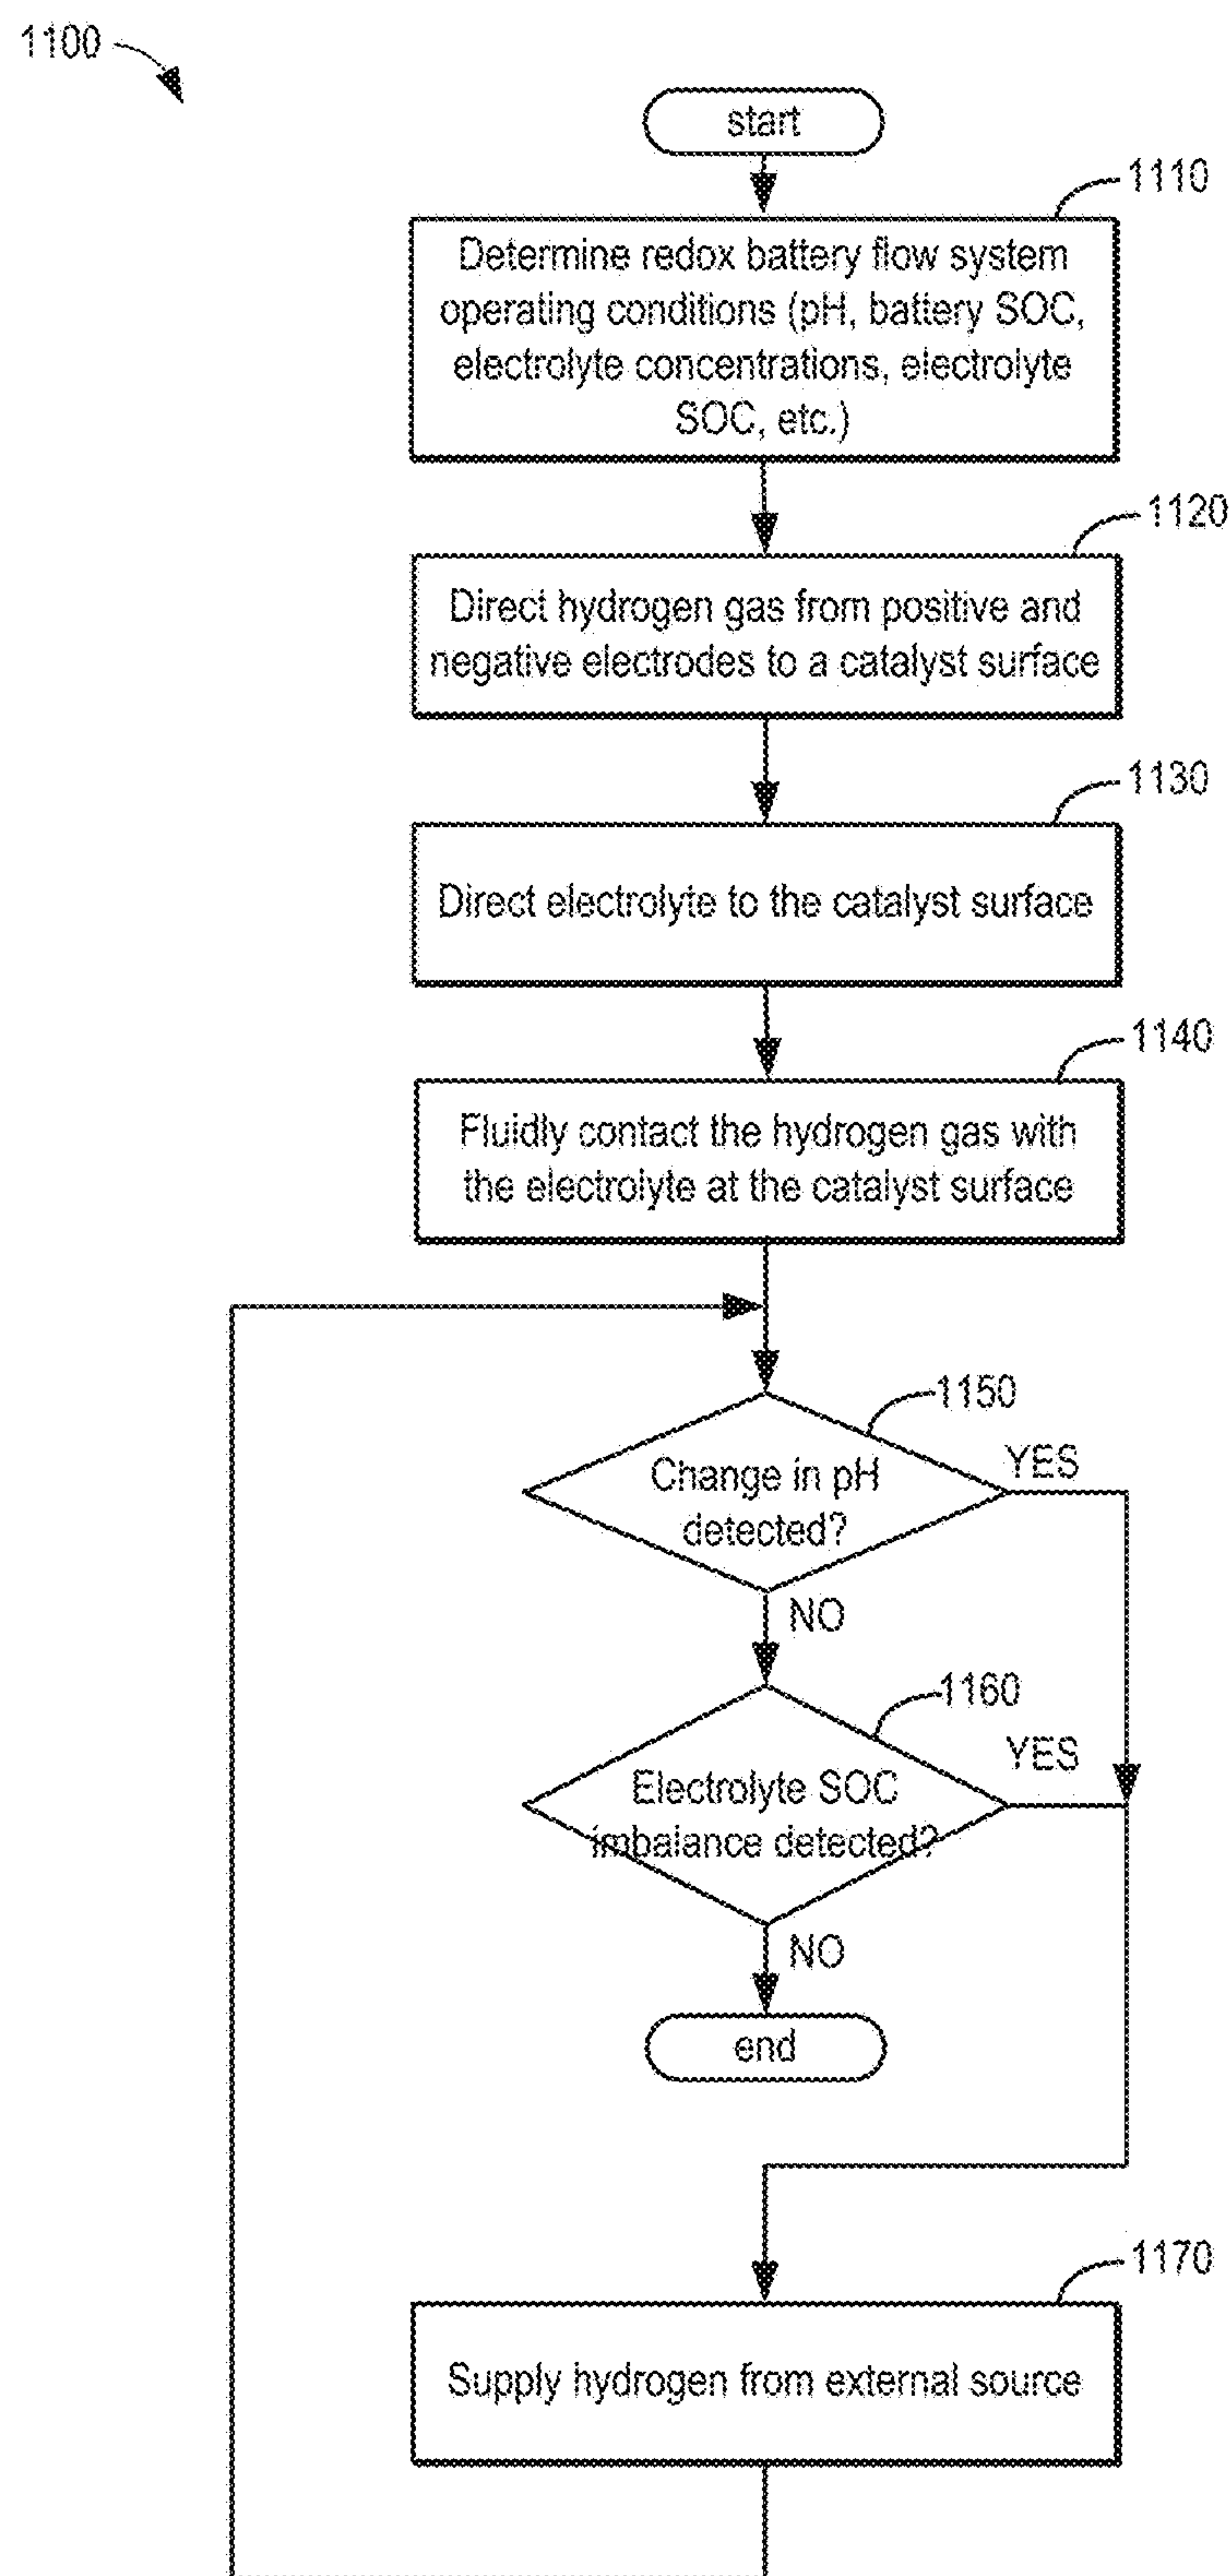 1100
start
1110
Determine redox battery flow system
operating conditions (pH, battery SOC,
electrolyte concentrations, electrolyte
SOC, etc.)
1120
Direct hydrogen gas from positive and
negative electrodes to a catalyst surface
1130
Direct electrolyte to the catalyst surface
1140
Fluidly contact the hydrogen gas with
the electrolyte at the catalyst surface
1150
Change in pH
detected?
YES
NO
1160
Electrolyte SOC
imbalance detected?
YES
NO
end
1170
Supply hydrogen from external source